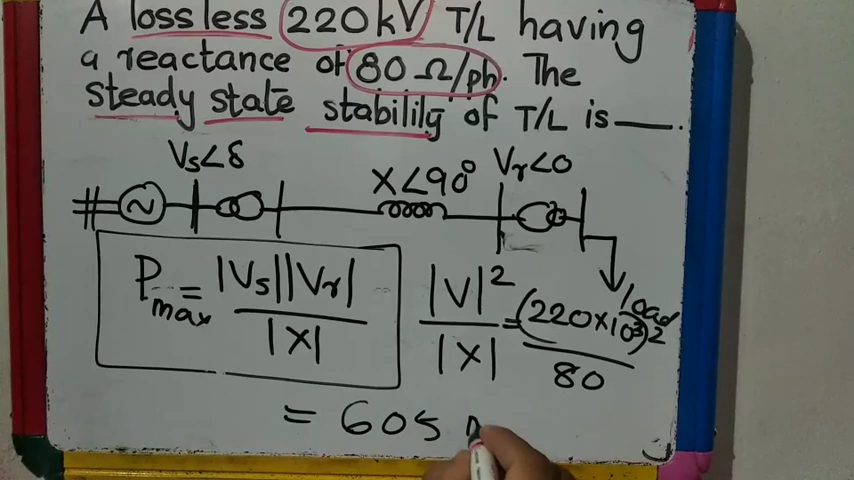 A lossless 220kV T/L having
a reactance of 80 Ω/ph. The
steady state stability of T/L is ___.
Vs<δ
X<90° Vr<0
~
load
Pmax = |Vs||Vr| / |X|
|V|² / |X| = (220×10³)² / 80
= 605